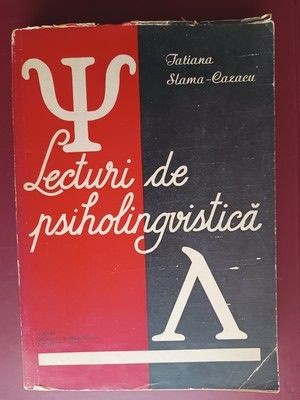 Ψ
Tatiana
Slama-Cazacu
Lecturi de
psiholingvistică
Λ